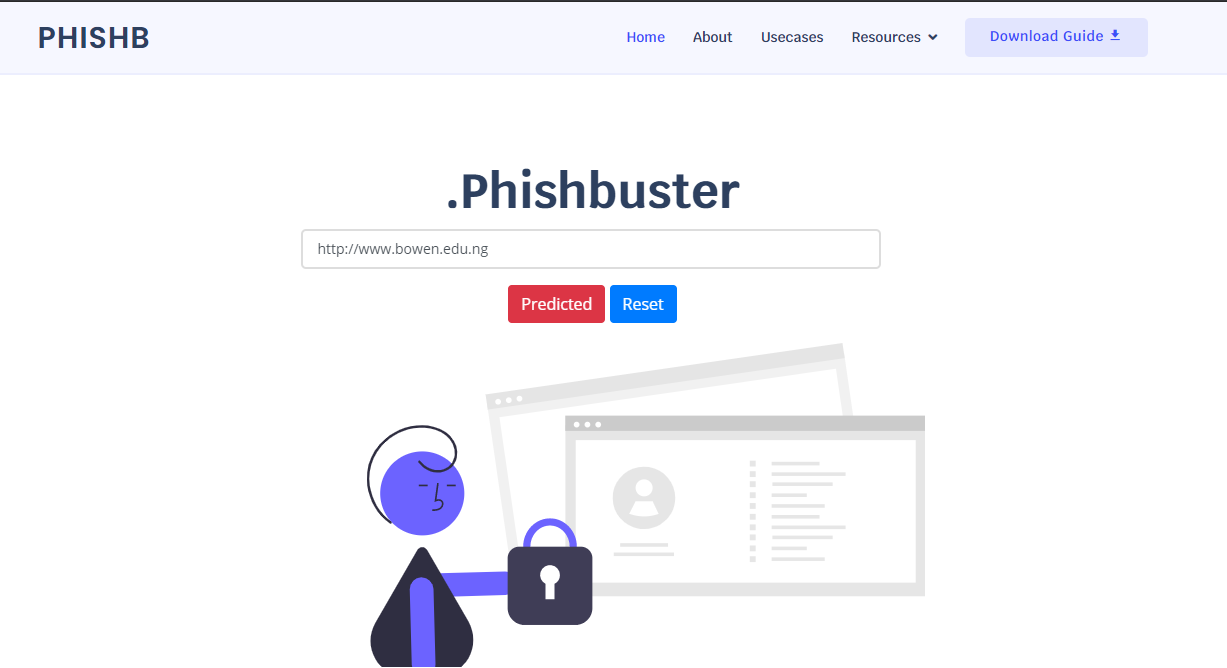 PHISHB
Home About Usecases Resources Download Guide
.Phishbuster
http://www.bowen.edu.ng
Predicted Reset